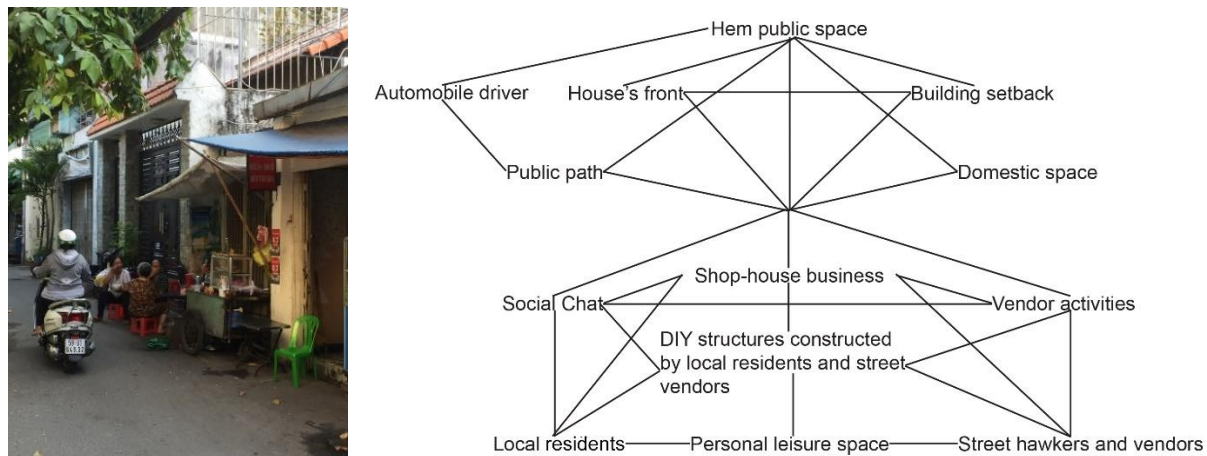 Hem public space
Automobile driver
House's front
Building setback
Public path
Domestic space
Shop-house business
Social Chat
Vendor activities
DIY structures constructed
by local residents and street
vendors
Local residents
Personal leisure space
Street hawkers and vendors